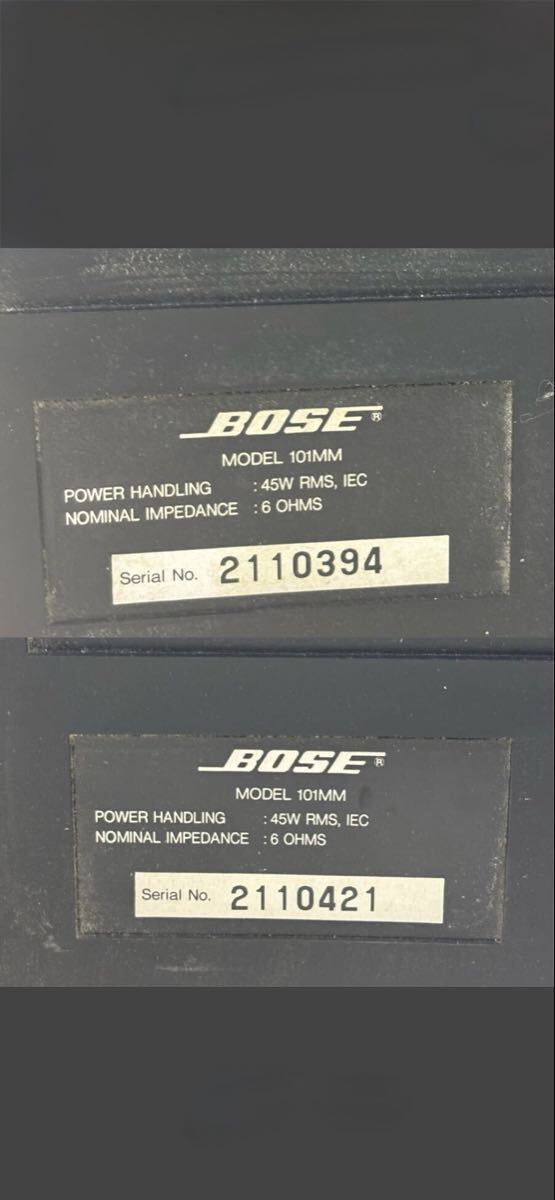 BOSE®
MODEL 101MM
POWER HANDLING : 45W RMS, IEC
NOMINAL IMPEDANCE : 6 OHMS
Serial No. 2110394
BOSE®
MODEL 101MM
POWER HANDLING : 45W RMS, IEC
NOMINAL IMPEDANCE : 6 OHMS
Serial No. 2110421